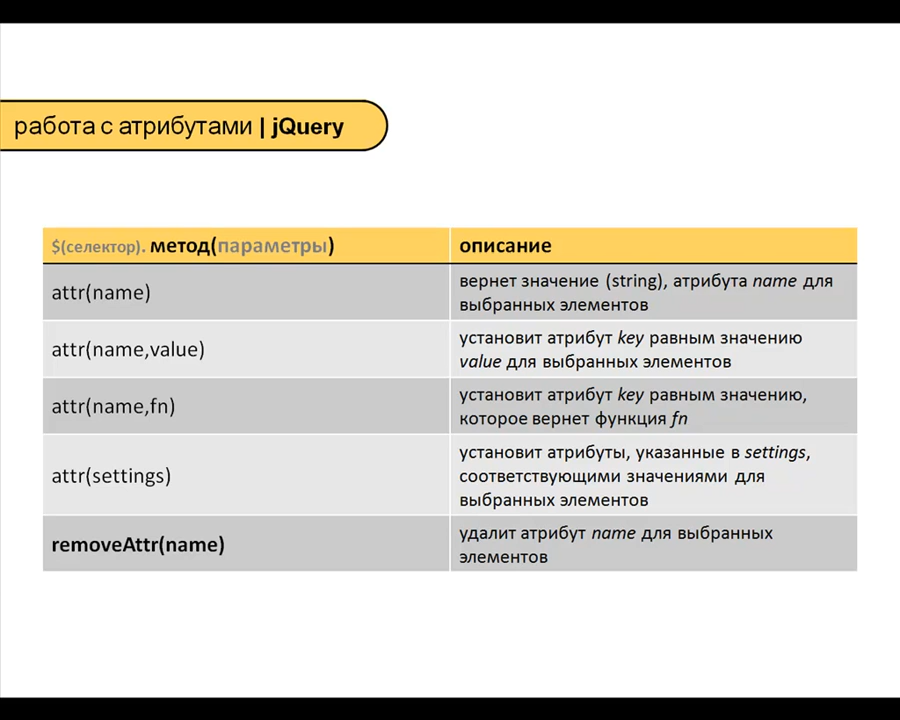 работа с атрибутами | jQuery
$(селектор). метод(параметры)
описание
attr(name)
вернет значение (string), атрибута name для
выбранных элементов
attr(name,value)
установит атрибут key равным значению
value для выбранных элементов
attr(name,fn)
установит атрибут key равным значению,
которое вернет функция fn
attr(settings)
установит атрибуты, указанные в settings,
соответствующими значениями для
выбранных элементов
removeAttr(name)
удалит атрибут name для выбранных
элементов